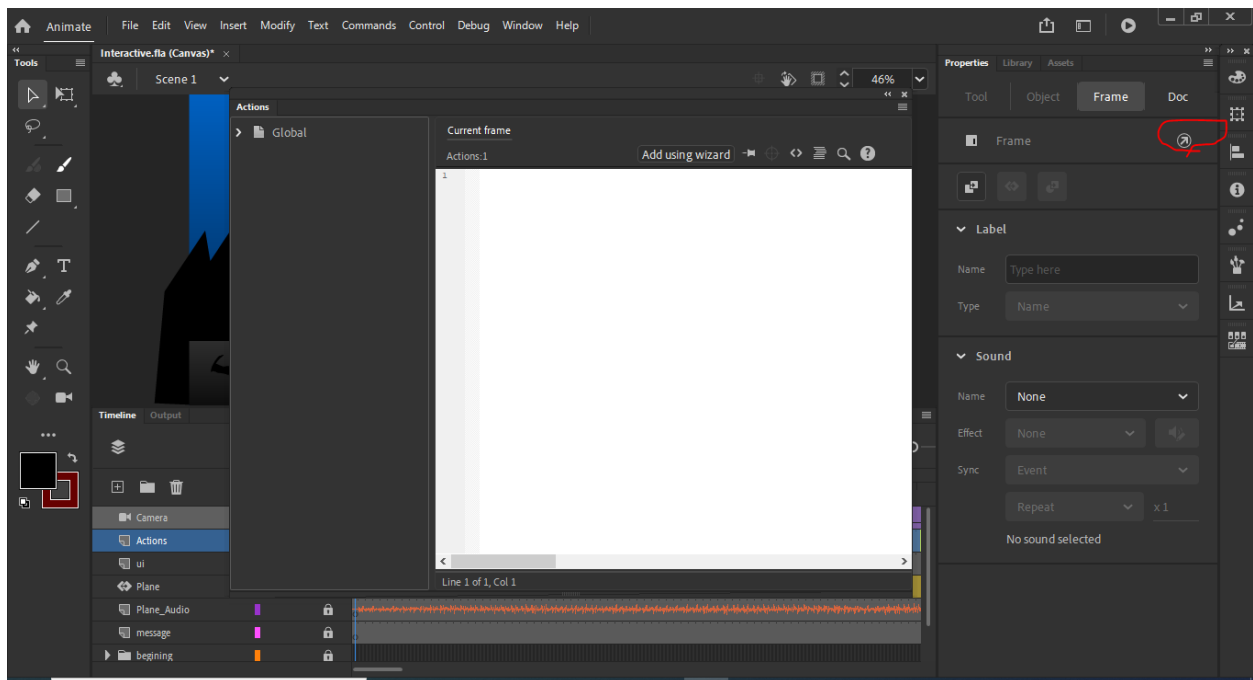 Animate File Edit View Insert Modify Text Commands Control Debug Window Help
Tools
Interactive.fla (Canvas)*
Scene 1
46%
Actions
Global
Current frame
Actions:1
Add using wizard
1
Line 1 of 1, Col 1
Timeline Output
Camera
Actions
ui
Plane
Plane_Audio
message
begining
Properties Library Assets
Tool Object Frame Doc
Frame
Label
Name Type here
Type Name
Sound
Name None
Effect None
Sync Event
Repeat x 1
No sound selected